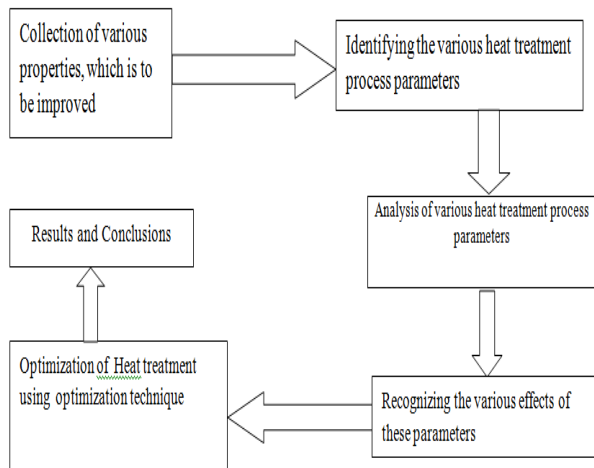 Collection of various
properties, which is to
be improved
Identifying the various heat treatment
process parameters
Analysis of various heat treatment process
parameters
Recognizing the various effects of
these parameters
Optimization of Heat treatment
using optimization technique
Results and Conclusions